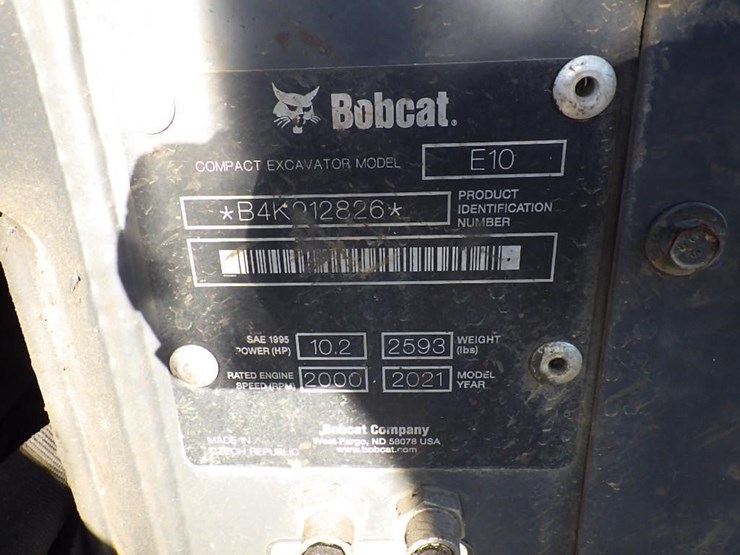 Bobcat.
COMPACT EXCAVATOR MODEL E10
PRODUCT
IDENTIFICATION
NUMBER
SAE 1995
POWER (HP) 10.2 2593 WEIGHT
(lbs)
RATED ENGINE
SPEED (RPM) 2000 2021 MODEL
YEAR
Bobcat Company
West Fargo, ND 58078 USA
www.bobcat.com
MADE IN
CZECH REPUBLIC